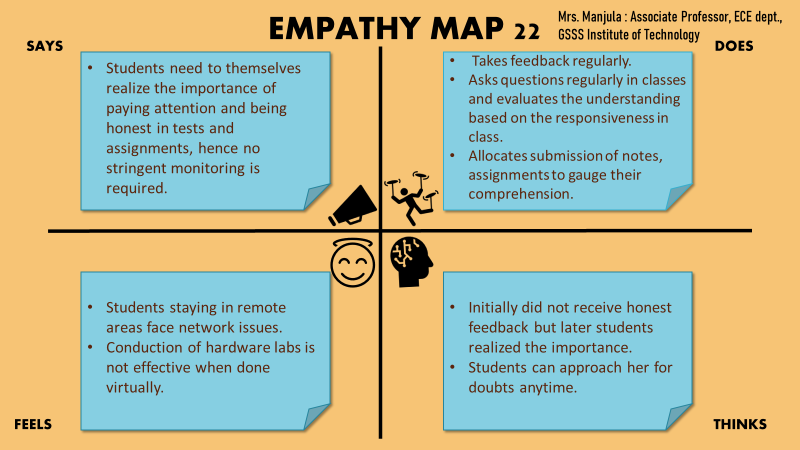 EMPATHY MAP 22
Mrs. Manjula : Associate Professor, ECE dept.,
GSSS Institute of Technology
SAYS
DOES
• Students need to themselves
realize the importance of
paying attention and being
honest in tests and
assignments, hence no
stringent monitoring is
required.
• Takes feedback regularly.
• Asks questions regularly in classes
and evaluates the understanding
based on the responsiveness in
class.
• Allocates submission of notes,
assignments to gauge their
comprehension.
• Students staying in remote
areas face network issues.
• Conduction of hardware labs is
not effective when done
virtually.
• Initially did not receive honest
feedback but later students
realized the importance.
• Students can approach her for
doubts anytime.
FEELS
THINKS